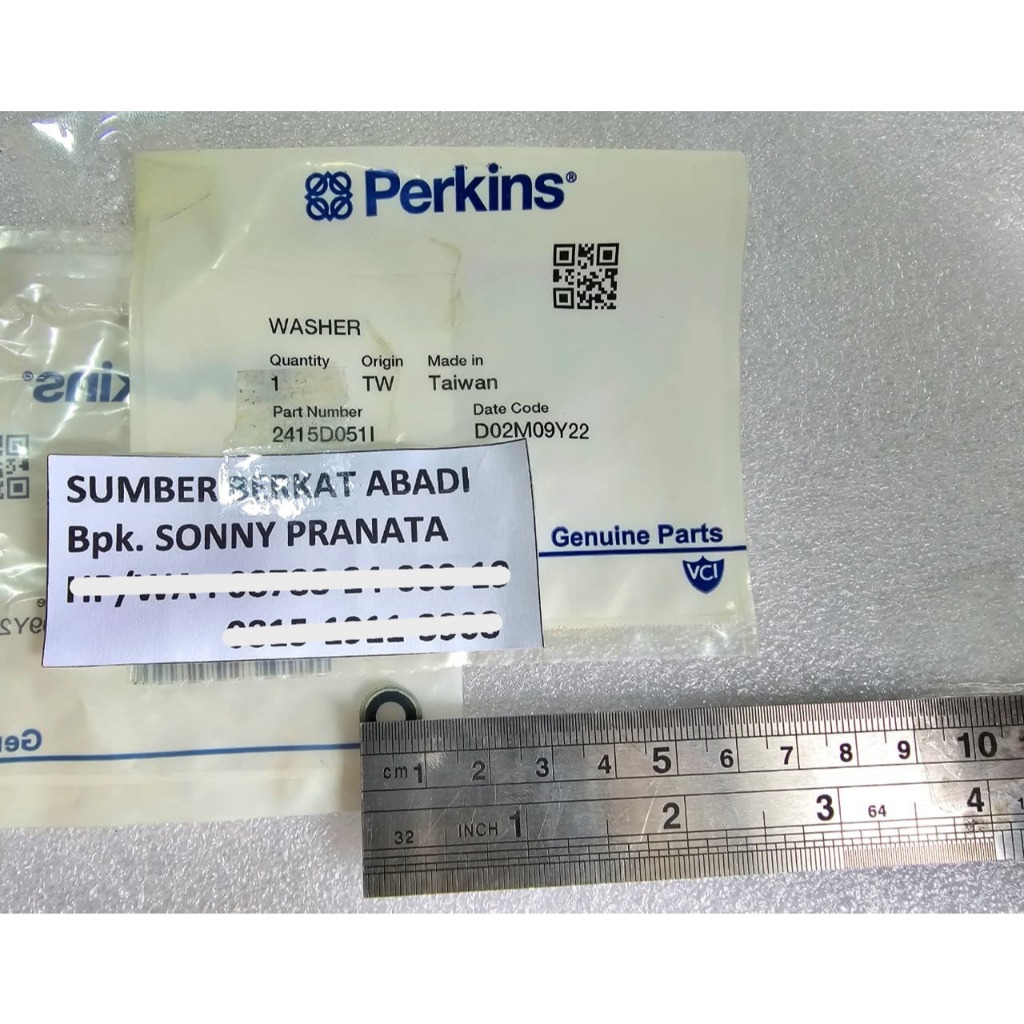 Perkins®
WASHER
Quantity Origin Made in
1 TW Taiwan
Part Number Date Code
2415D051I D02M09Y22
SUMBER BERKAT ABADI
Bpk. SONNY PRANATA
Genuine Parts
VCI
cm 1 2 3 4 5 6 7 8 9 10
32 INCH 1 2 3 64 4